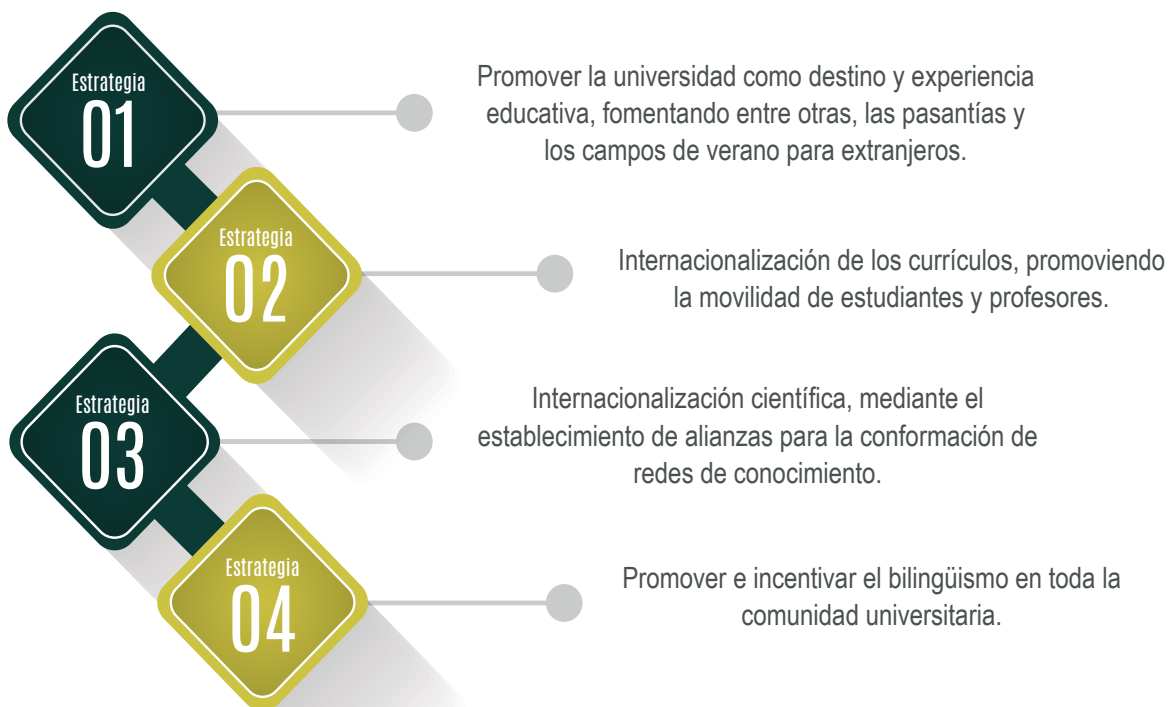 Estrategia
01
Promover la universidad como destino y experiencia
educativa, fomentando entre otras, las pasantías y
los campos de verano para extranjeros.
Estrategia
02
Internacionalización de los currículos, promoviendo
la movilidad de estudiantes y profesores.
Estrategia
03
Internacionalización científica, mediante el
establecimiento de alianzas para la conformación de
redes de conocimiento.
Estrategia
04
Promover e incentivar el bilingüismo en toda la
comunidad universitaria.